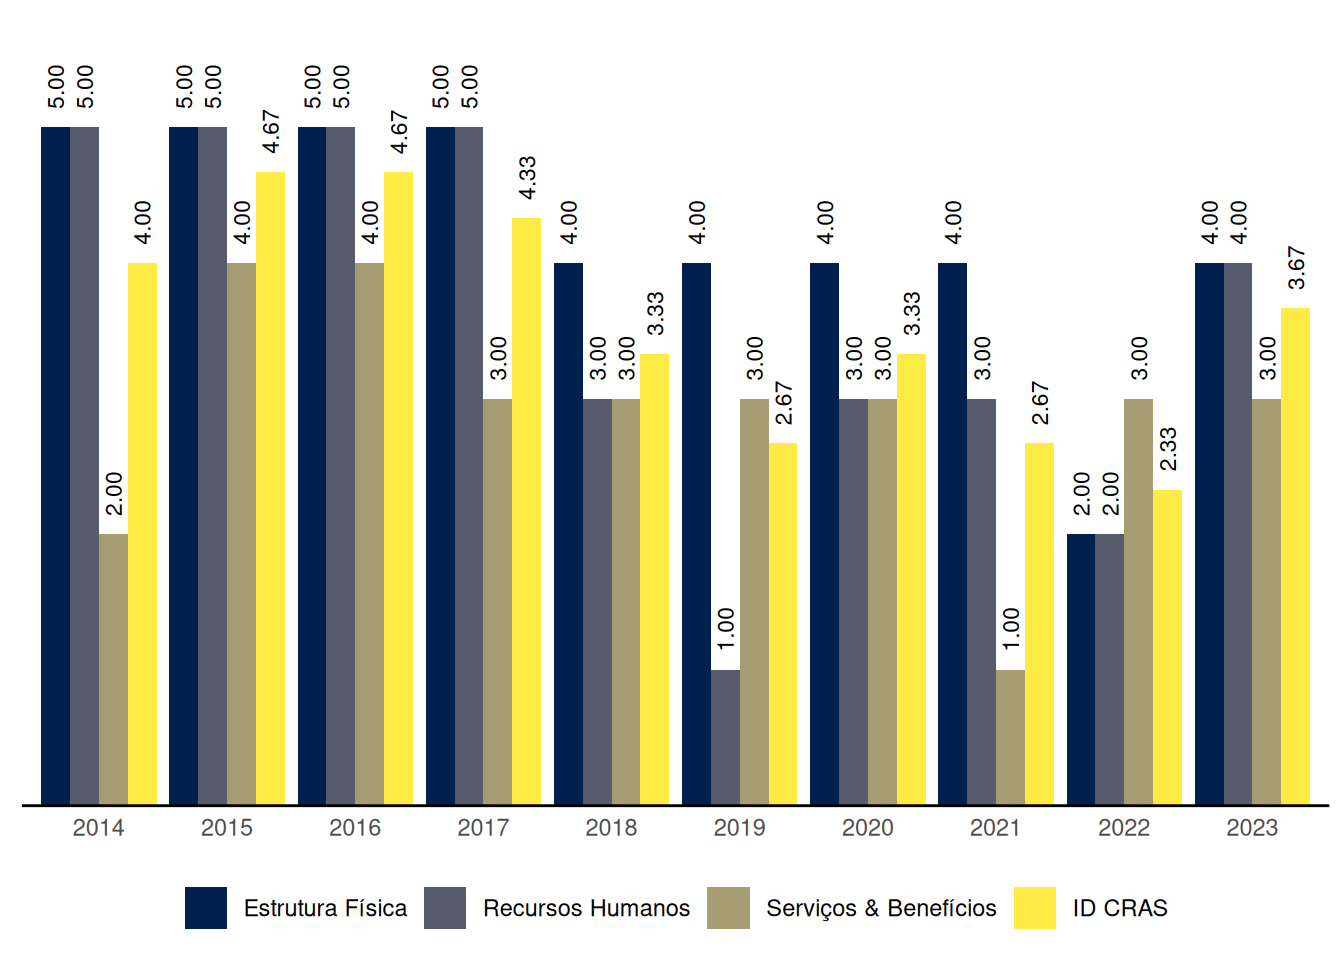 5.00 5.00 2.00 4.00
5.00 5.00 4.00 4.67
5.00 5.00 4.00 4.67
5.00 5.00 3.00 4.33
4.00 3.00 3.00 3.33
4.00 1.00 3.00 2.67
4.00 3.00 3.00 3.33
4.00 3.00 1.00 2.67
2.00 2.00 3.00 2.33
4.00 4.00 3.00 3.67
2014 2015 2016 2017 2018 2019 2020 2021 2022 2023
Estrutura Física Recursos Humanos Serviços & Benefícios ID CRAS